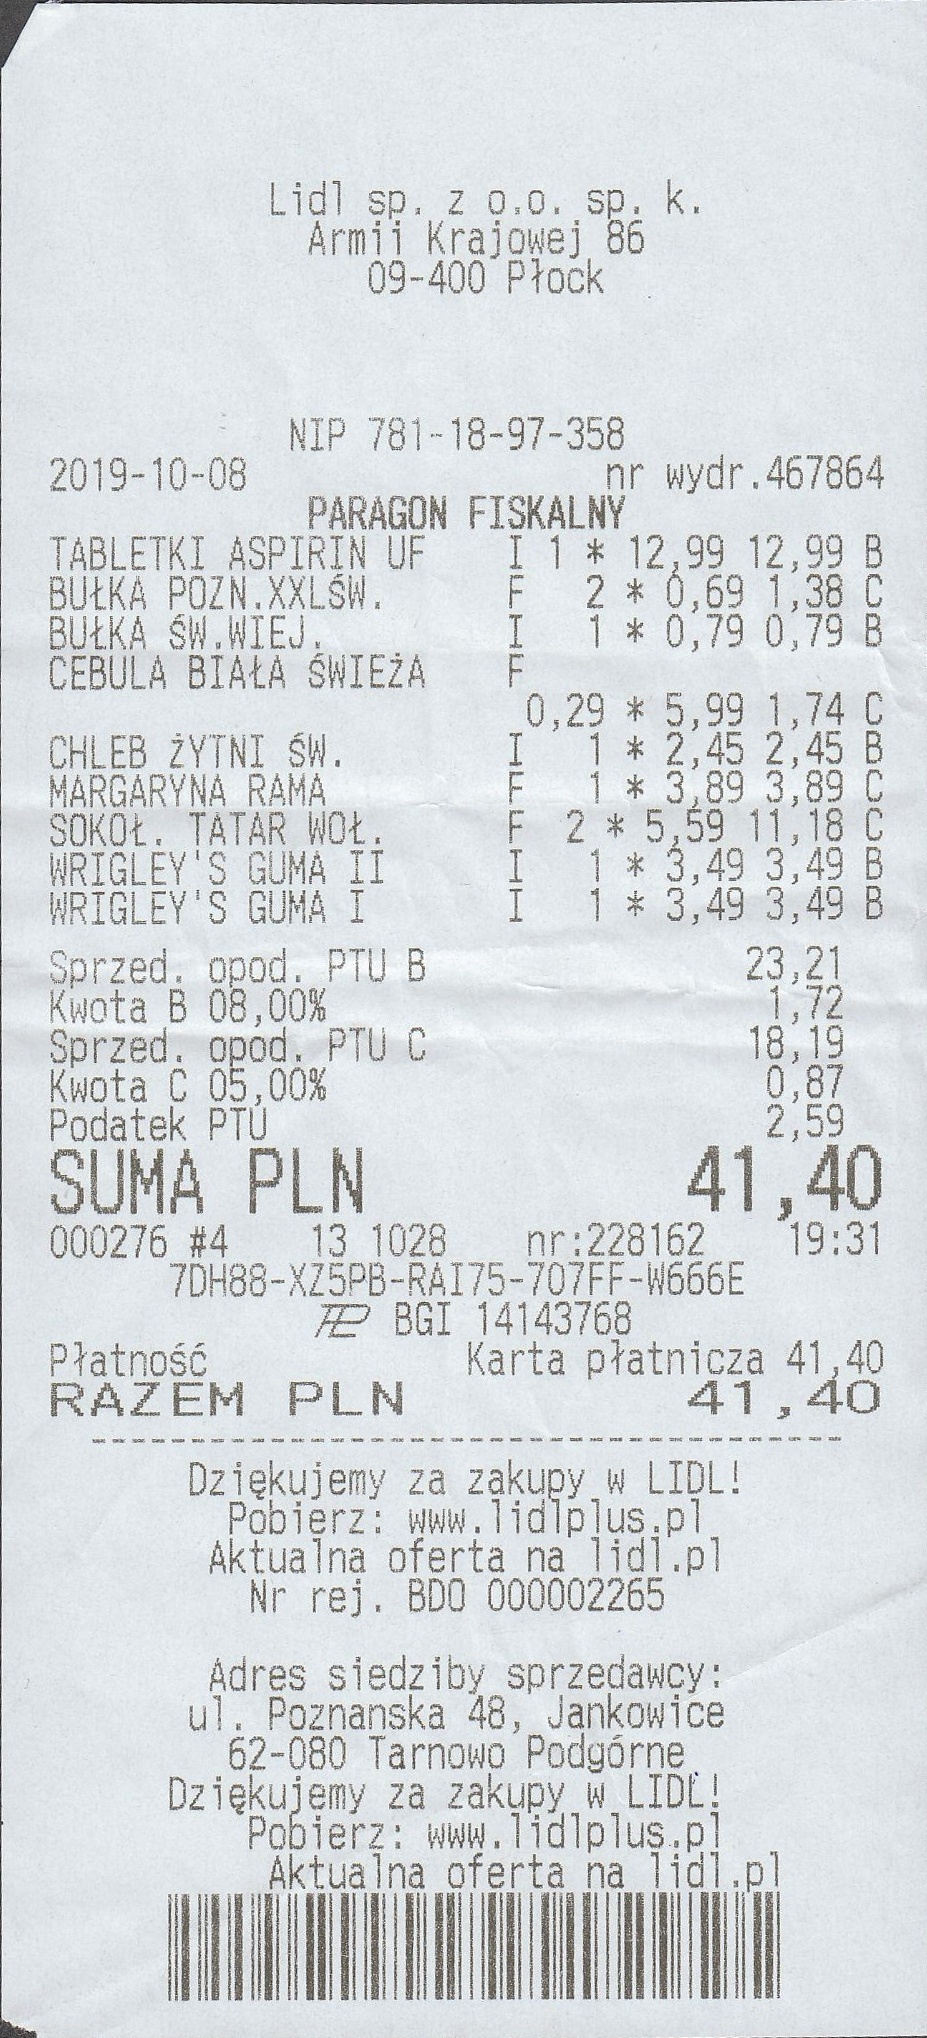 Lidl sp. z o.o. sp. k.
Armii Krajowej 86
09-400 Płock
NIP 781-18-97-358
2019-10-08 nr wydr.467864
PARAGON FISKALNY
TABLETKI ASPIRIN UF I 1 * 12,99 12,99 B
BUŁKA POZN.XXLŚW. F 2 * 0,69 1,38 C
BUŁKA ŚW.WIEJ. I 1 * 0,79 0,79 B
CEBULA BIAŁA ŚWIEŻA F
0,29 * 5,99 1,74 C
CHLEB ŻYTNI ŚW. I 1 * 2,45 2,45 B
MARGARYNA RAMA F 1 * 3,89 3,89 C
SOKOŁ. TATAR WOŁ. F 2 * 5,59 11,18 C
WRIGLEY'S GUMA II I 1 * 3,49 3,49 B
WRIGLEY'S GUMA I I 1 * 3,49 3,49 B
Sprzed. opod. PTU B 23,21
Kwota B 08,00% 1,72
Sprzed. opod. PTU C 18,19
Kwota C 05,00% 0,87
Podatek PTU 2,59
SUMA PLN 41,40
000276 #4 13 1028 nr:228162 19:31
7DH88-XZ5PB-RAI75-707FF-W666E
BGI 14143768
Płatność Karta płatnicza 41,40
RAZEM PLN 41,40
Dziękujemy za zakupy w LIDL!
Pobierz: www.lidlplus.pl
Aktualna oferta na lidl.pl
Nr rej. BDO 000002265
Adres siedziby sprzedawcy:
ul. Poznanska 48, Jankowice
62-080 Tarnowo Podgórne
Dziękujemy za zakupy w LIDL!
Pobierz: www.lidlplus.pl
Aktualna oferta na lidl.pl